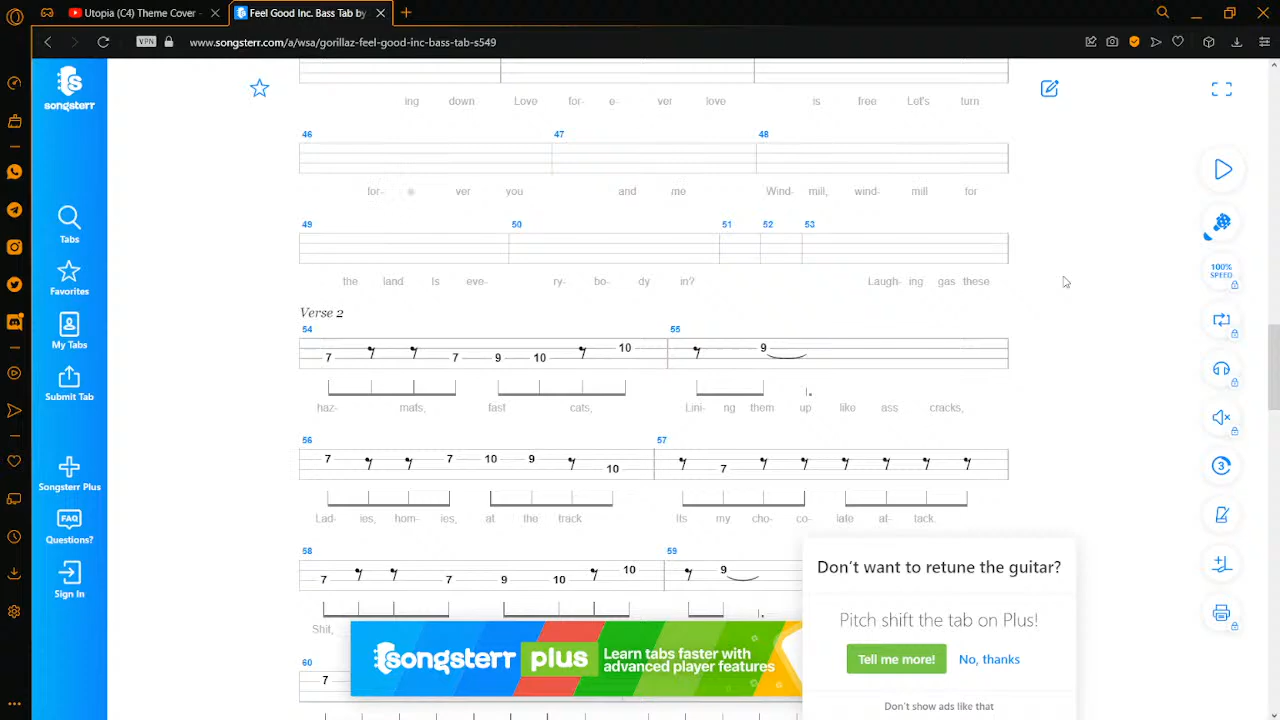 Utopia (C4) Theme Cover -
Feel Good Inc. Bass Tab by
VPN
www.songsterr.com/a/wsa/gorillaz-feel-good-inc-bass-tab-s549
songsterr
Tabs
Favorites
My Tabs
Submit Tab
Songsterr Plus
FAQ
Questions?
Sign In
ing down Love for- e- ver love is free Let's turn
46 47 48
for- ver you and me Wind- mill, wind- mill for
49 50 51 52 53
the land Is eve- ry- bo- dy in? Laugh- ing gas these
Verse 2
54 55
7 7 9 10 10 9
haz- mats, fast cats, Lini- ng them up like ass cracks,
56 57
7 7 10 9 10 7
Lad- ies, hom- ies, at the track Its my cho- co- late at- tack.
58 59
7 7 9 10 10 9
Shit,
60
7
songsterr plus
Learn tabs faster with
advanced player features
Don't want to retune the guitar?
Pitch shift the tab on Plus!
Tell me more! No, thanks
Don't show ads like that
100%
SPEED
3